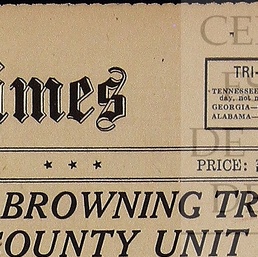 imes
TRI-
TENNESSEE
day, not m
GEORGIA—
ALABAMA—
★ ★ ★
PRICE:
BROWNING TR
COUNTY UNIT